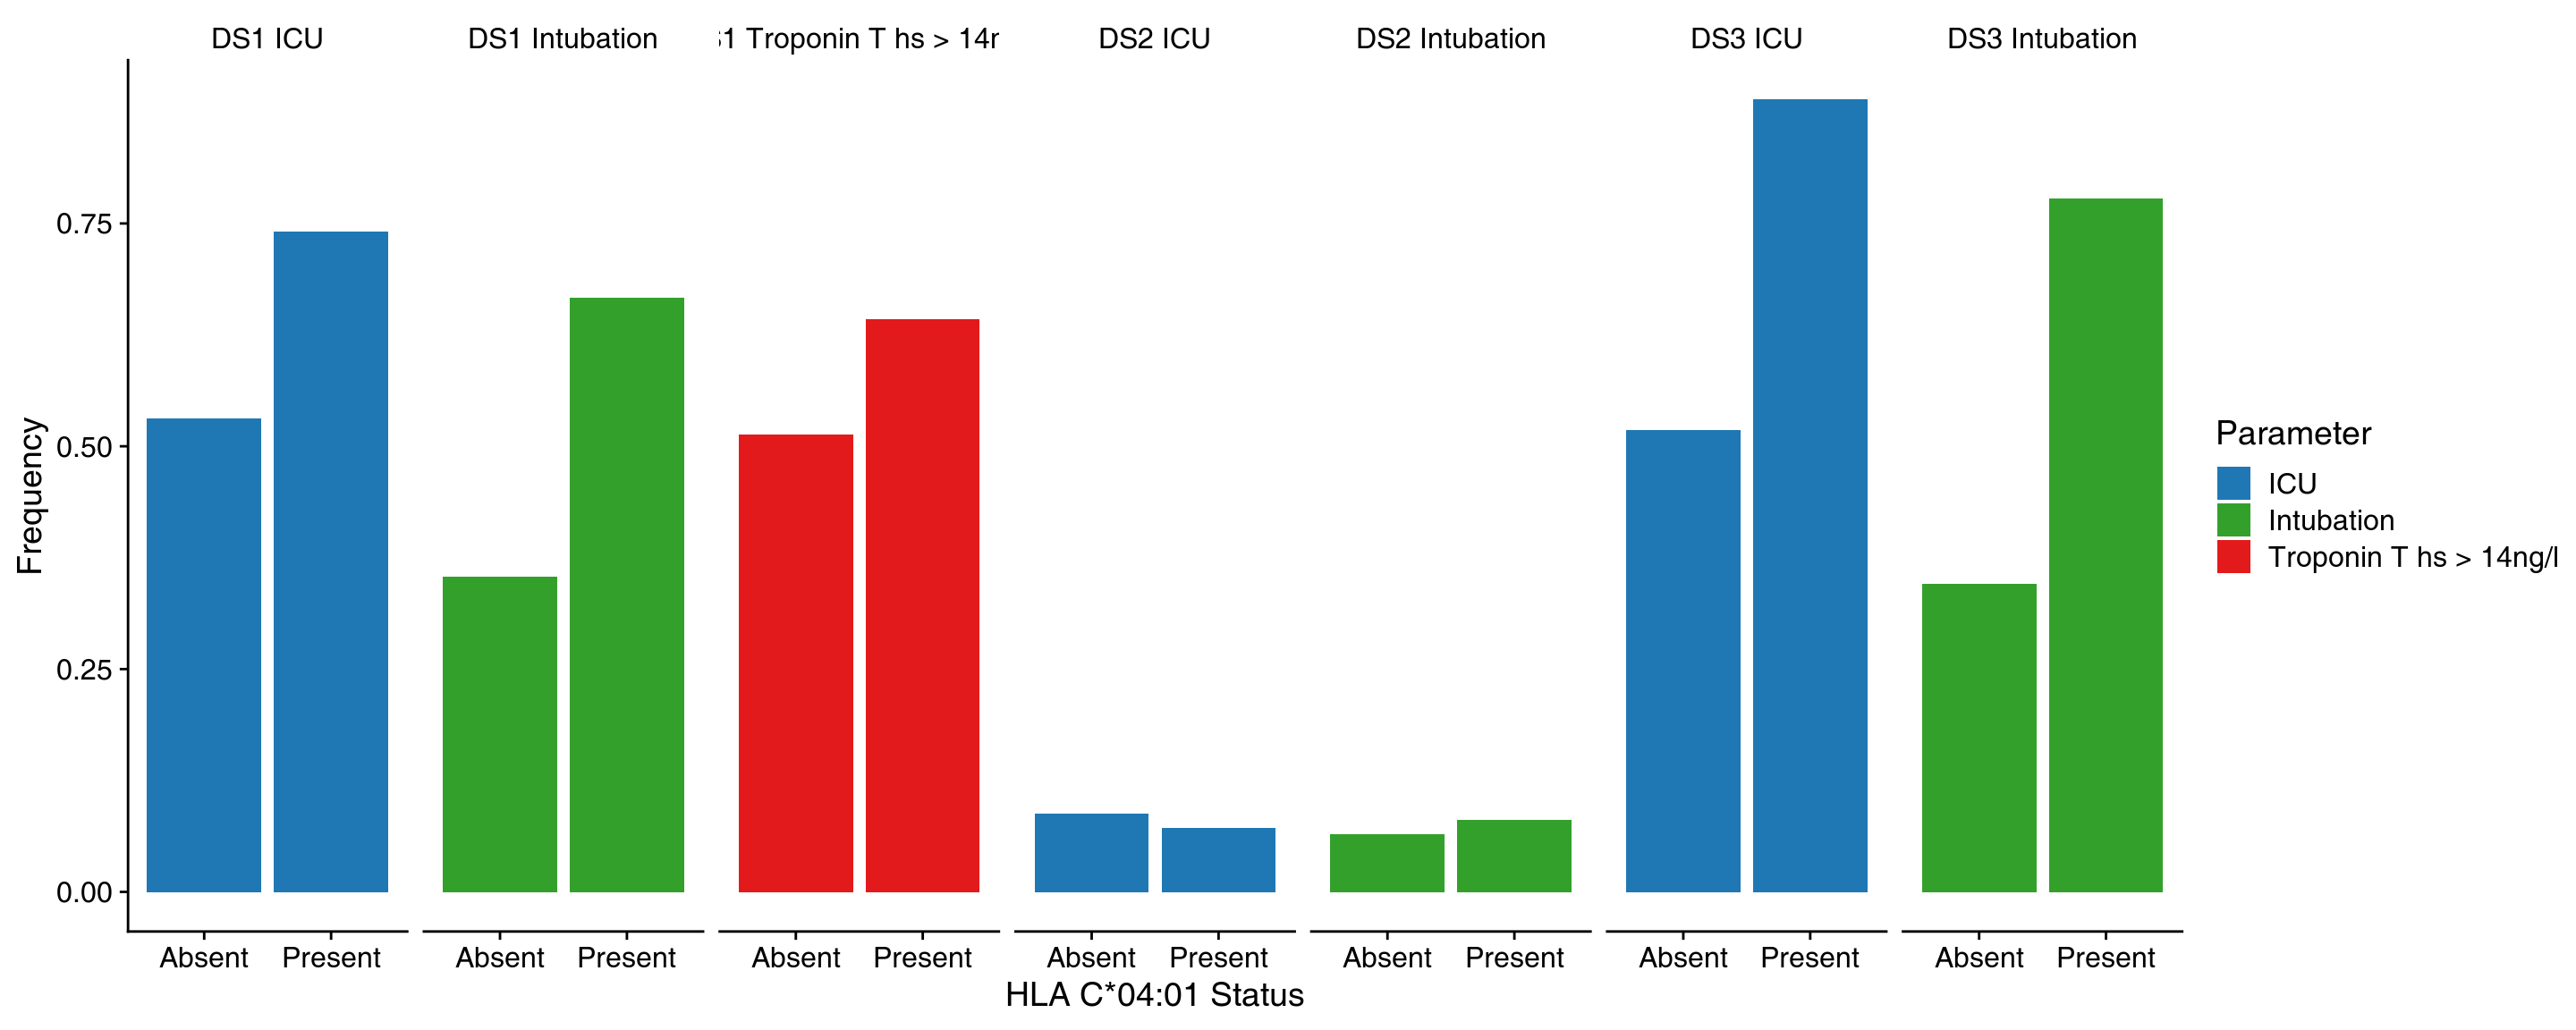 DS1 ICU
DS1 Intubation
1 Troponin T hs > 14
DS2 ICU
DS2 Intubation
DS3 ICU
DS3 Intubation
Frequency
0.75
0.50
0.25
0.00
Absent Present
Absent Present
Absent Present
Absent Present
Absent Present
Absent Present
Absent Present
HLA C*04:01 Status
Parameter
ICU
Intubation
Troponin T hs > 14ng/l